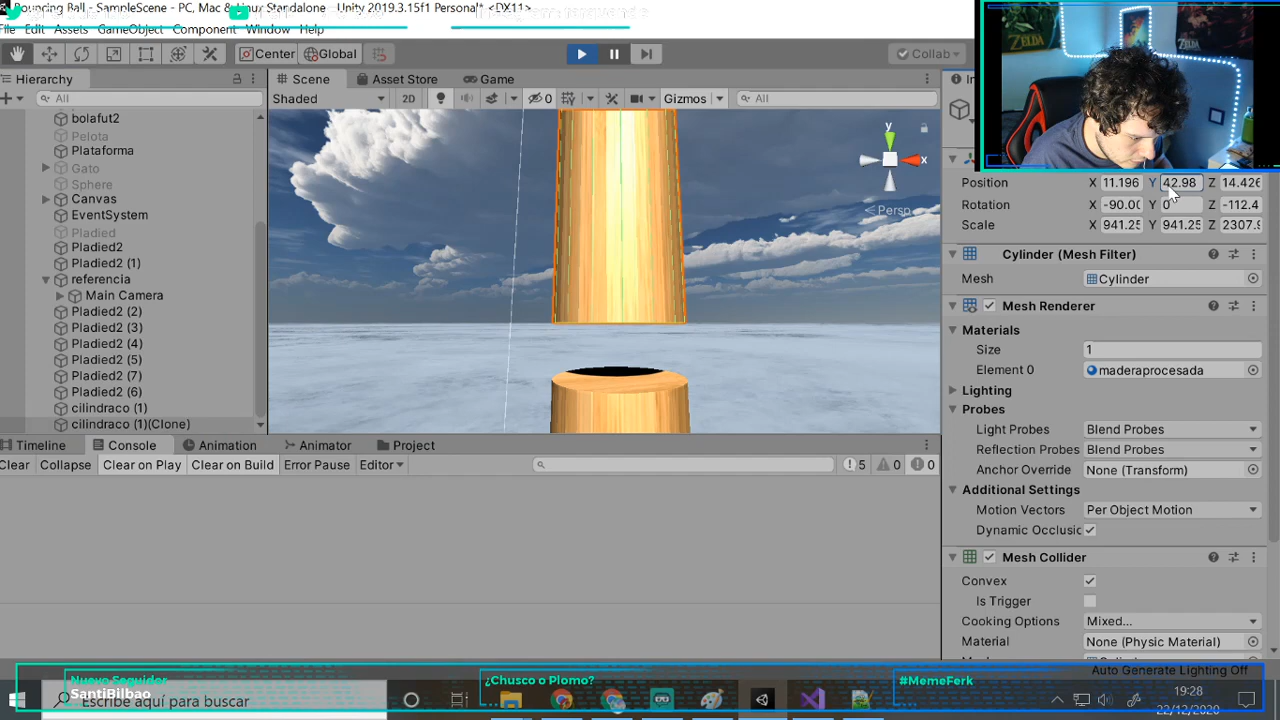 Bouncing Ball - SampleScene - PC, Mac & Linux Standalone - Unity 2019.3.15f1 Personal* <DX11>
File Edit Assets Component Window Help
Center Global Collab
Hierarchy Scene Asset Store Game
All Shaded 2D 0 Gizmos All
bolafut2
Pelota
Plataforma
Gato
Sphere
Canvas
EventSystem
Pladied
Pladied2
Pladied2 (1)
referencia
Main Camera
Pladied2 (2)
Pladied2 (3)
Pladied2 (4)
Pladied2 (5)
Pladied2 (7)
Pladied2 (6)
cilindraco (1)
cilindraco (1)(Clone)
y
x
Persp
ZELDA
ZELDA
Position X 11.196 Y 42.98 Z 14.426
Rotation X -90.00 Y 0 Z -112.4
Scale X 941.25 Y 941.25 Z 2307.9
Cylinder (Mesh Filter)
Mesh Cylinder
Mesh Renderer
Materials
Size 1
Element 0 maderaprocesada
Lighting
Probes
Light Probes Blend Probes
Reflection Probes Blend Probes
Anchor Override None (Transform)
Additional Settings
Motion Vectors Per Object Motion
Dynamic Occlusic
Mesh Collider
Convex
Is Trigger
Cooking Options Mixed...
Material None (Physic Material)
Auto Generate Lighting Off
Timeline Console Animation Animator Project
Clear Collapse Clear on Play Clear on Build Error Pause Editor 5 0 0
Nuevo Seguidor
SantiBilbao
¿Chusco o Plomo?
#MemeFerk
Escribe aquí para buscar
19:28
22/12/2020